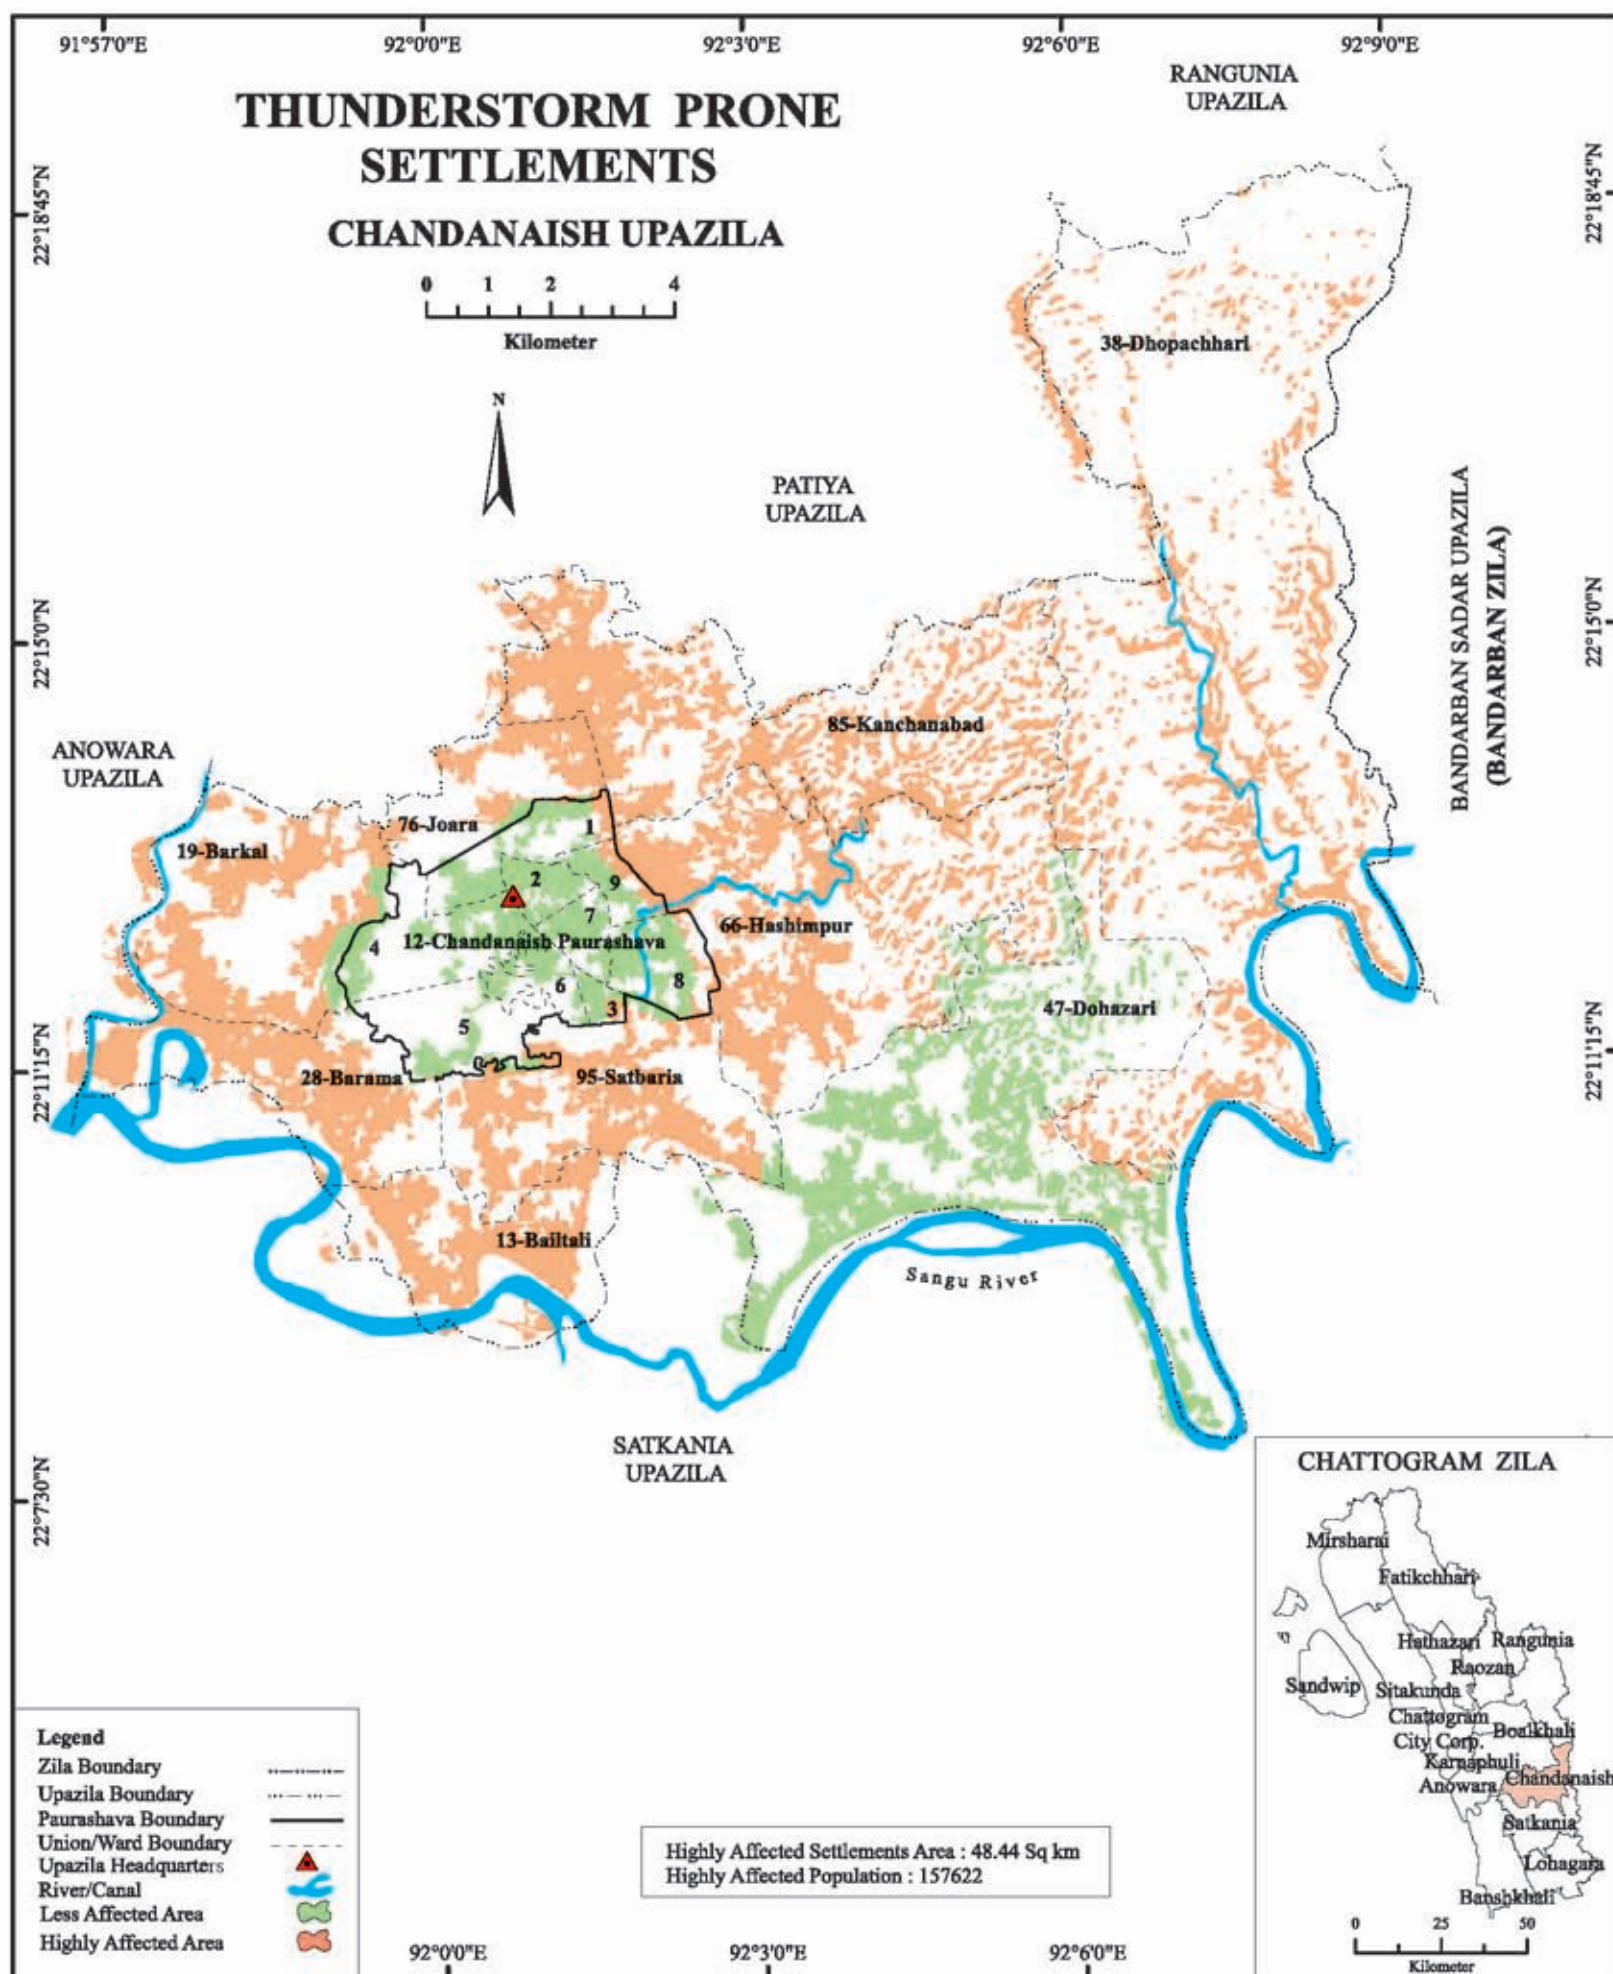 91°57'0"E
92°0'0"E
92°3'0"E
92°6'0"E
92°9'0"E
RANGUNIA
UPAZILA
THUNDERSTORM PRONE
SETTLEMENTS
CHANDANAISH UPAZILA
0 1 2 4
Kilometer
N
22°18'45"N
22°18'45"N
38-Dhopachhari
PATIYA
UPAZILA
BANDARBAN SADAR UPAZILA
(BANDARBAN ZILA)
22°15'0"N
22°15'0"N
85-Kanchanabad
ANOWARA
UPAZILA
76-Joara
1
19-Barkal
2
9
7
66-Hashimpur
4
12-Chandanaish Paurashava
8
6
3
47-Dohazari
5
28-Barama
95-Satbaria
22°11'15"N
22°11'15"N
13-Bailtali
Sangu River
SATKANIA
UPAZILA
22°7'30"N
CHATTOGRAM ZILA
Mirsharai
Fatikchhari
Hathazari
Rangunia
Raozan
Sandwip
Sitakunda
Chattogram
City Corp.
Boalkhali
Karnaphuli
Anowara
Chandanaish
Satkania
Lohagara
Banshkhali
0 25 50
Kilometer
Legend
Zila Boundary
Upazila Boundary
Paurashava Boundary
Union/Ward Boundary
Upazila Headquarters
River/Canal
Less Affected Area
Highly Affected Area
Highly Affected Settlements Area : 48.44 Sq km
Highly Affected Population : 157622
92°0'0"E
92°3'0"E
92°6'0"E